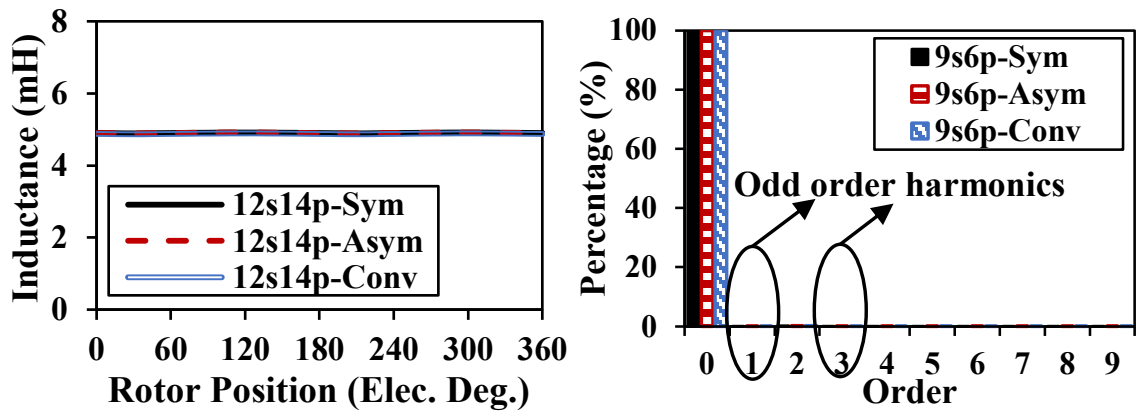 Inductance (mH)
8
6
4
2
0
12s14p-Sym
12s14p-Asym
12s14p-Conv
0 60 120 180 240 300 360
Rotor Position (Elec. Deg.)
Percentage (%)
100
80
60
40
20
0
9s6p-Sym
9s6p-Asym
9s6p-Conv
Odd order harmonics
0 1 2 3 4 5 6 7 8 9
Order